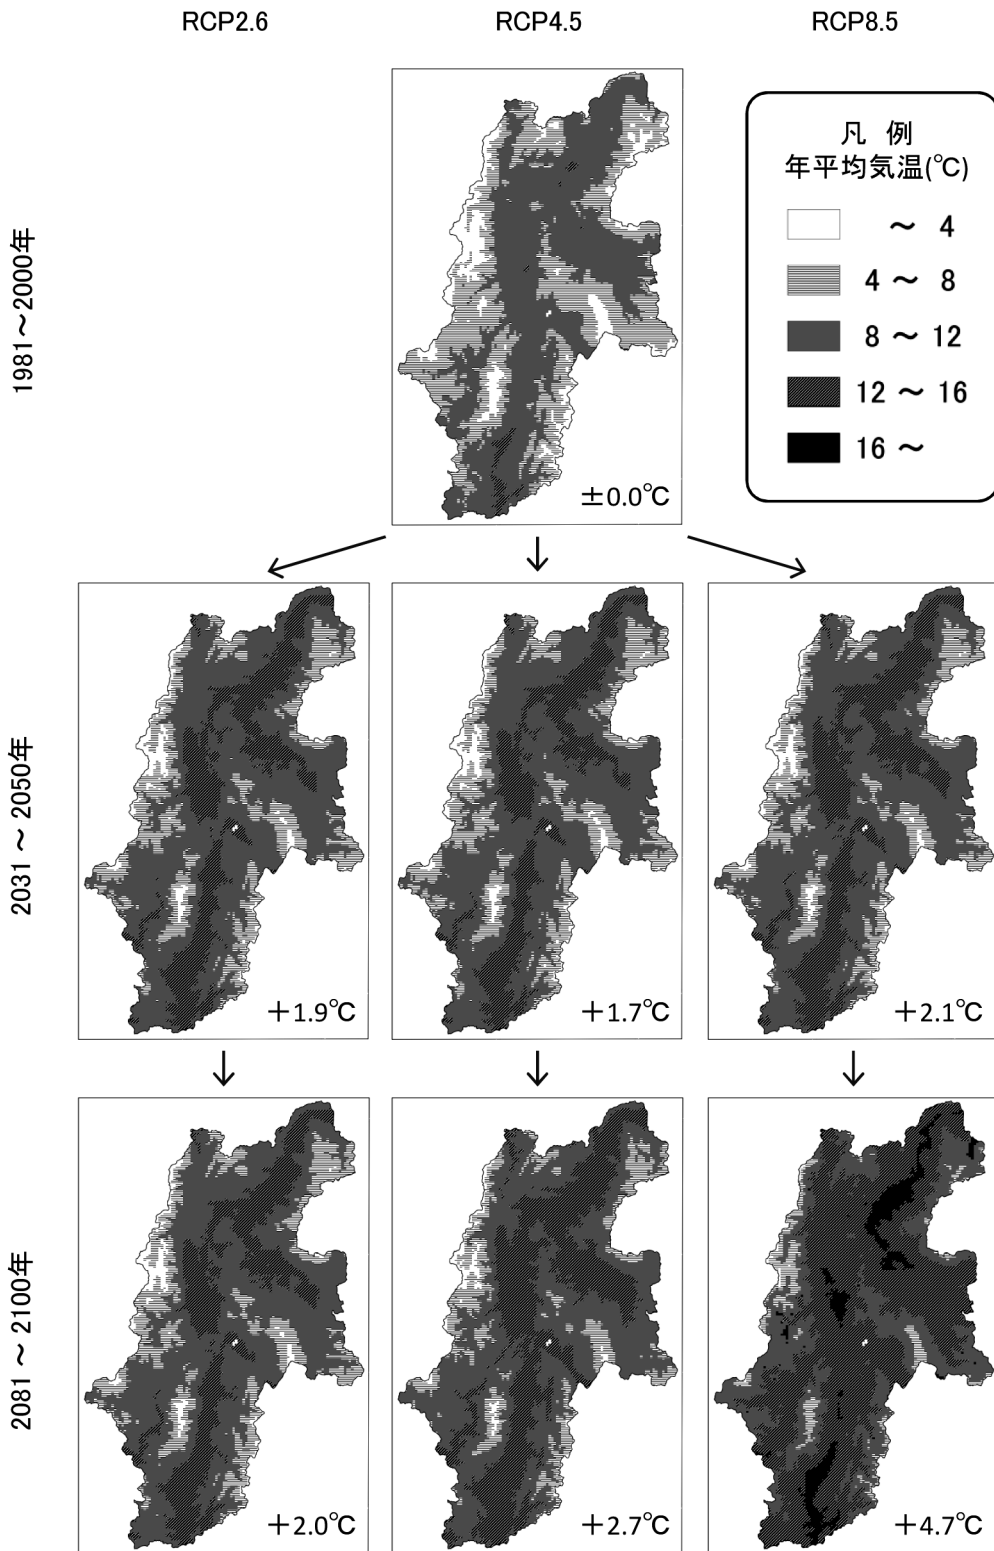 RCP2.6
RCP4.5
RCP8.5
1981～2000年
±0.0℃
凡 例
年平均気温(℃)
～ 4
4 ～ 8
8 ～ 12
12 ～ 16
16 ～
2031 ～ 2050年
+1.9℃
+1.7℃
+2.1℃
2081 ～ 2100年
+2.0℃
+2.7℃
+4.7℃